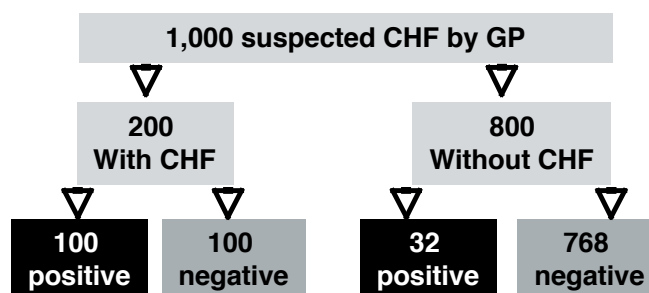 1,000 suspected CHF by GP
200
With CHF
800
Without CHF
100
positive
100
negative
32
positive
768
negative